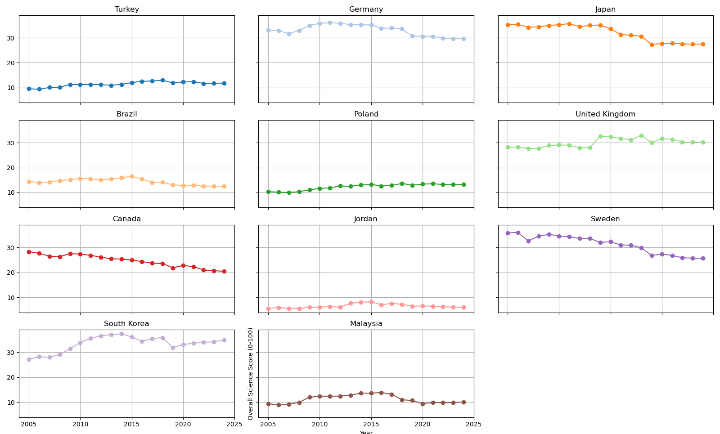 Turkey Germany Japan
30
20
10
Brazil Poland United Kingdom
30
20
10
Canada Jordan Sweden
30
20
10
South Korea Malaysia
30
20
10
Overall Science Score (0-100)
2005 2010 2015 2020 2025 2005 2010 2015 2020 2025
Year